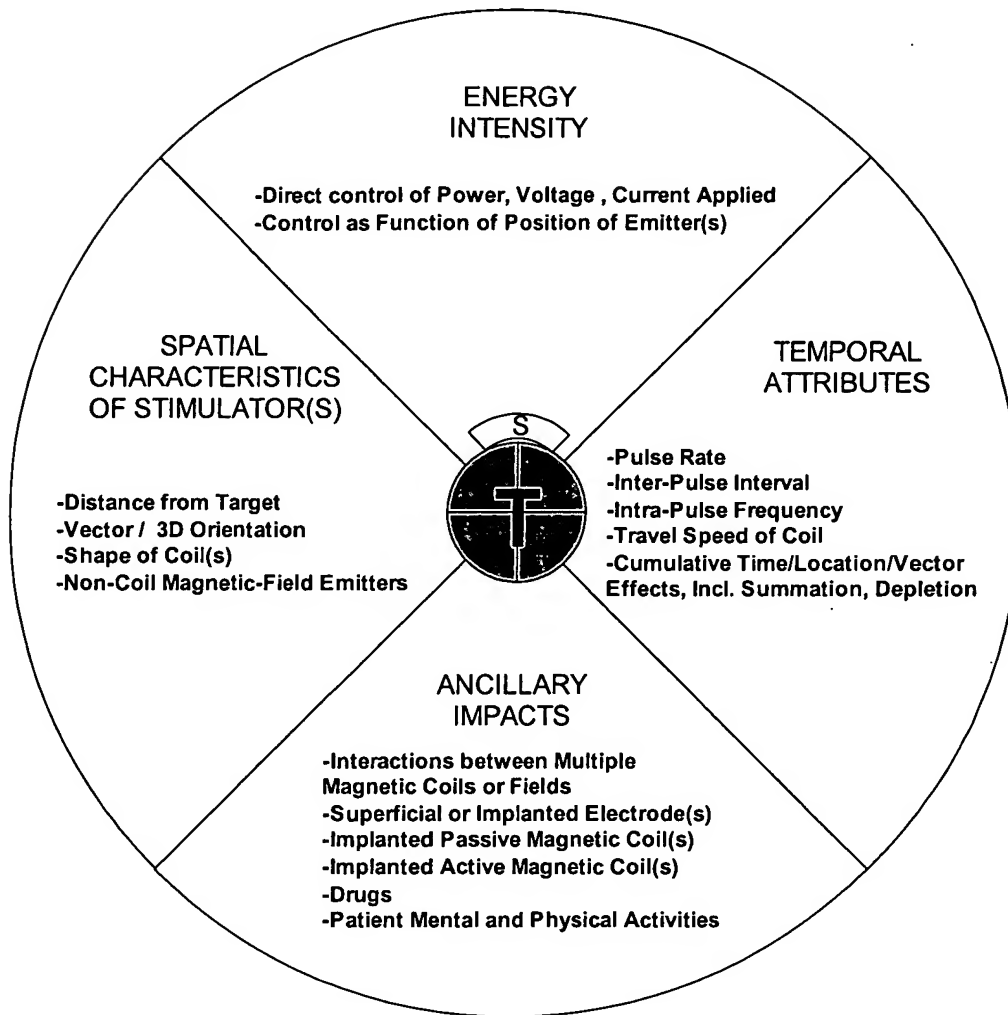 ENERGY
INTENSITY
-Direct control of Power, Voltage , Current Applied
-Control as Function of Position of Emitter(s)
SPATIAL
CHARACTERISTICS
OF STIMULATOR(S)
-Distance from Target
-Vector / 3D Orientation
-Shape of Coil(s)
-Non-Coil Magnetic-Field Emitters
TEMPORAL
ATTRIBUTES
-Pulse Rate
-Inter-Pulse Interval
-Intra-Pulse Frequency
-Travel Speed of Coil
-Cumulative Time/Location/Vector
Effects, Incl. Summation, Depletion
S
T
ANCILLARY
IMPACTS
-Interactions between Multiple
Magnetic Coils or Fields
-Superficial or Implanted Electrode(s)
-Implanted Passive Magnetic Coil(s)
-Implanted Active Magnetic Coil(s)
-Drugs
-Patient Mental and Physical Activities